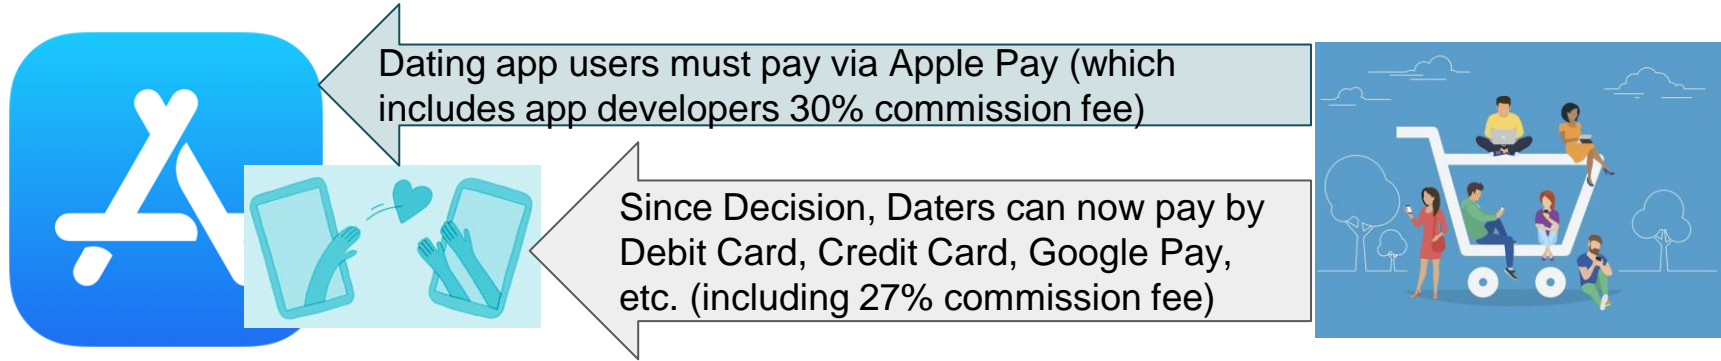 Dating app users must pay via Apple Pay (which
includes app developers 30% commission fee)
Since Decision, Daters can now pay by
Debit Card, Credit Card, Google Pay,
etc. (including 27% commission fee)